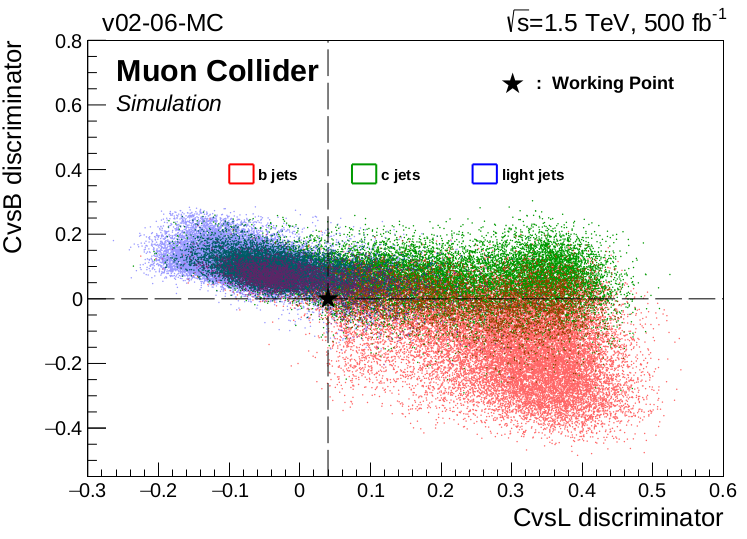 v02-06-MC
√s=1.5 TeV, 500 fb-1
Muon Collider
Simulation
★ : Working Point
b jets
c jets
light jets
CvsB discriminator
0.8
0.6
0.4
0.2
0
−0.2
−0.4
−0.3 −0.2 −0.1 0 0.1 0.2 0.3 0.4 0.5 0.6
CvsL discriminator